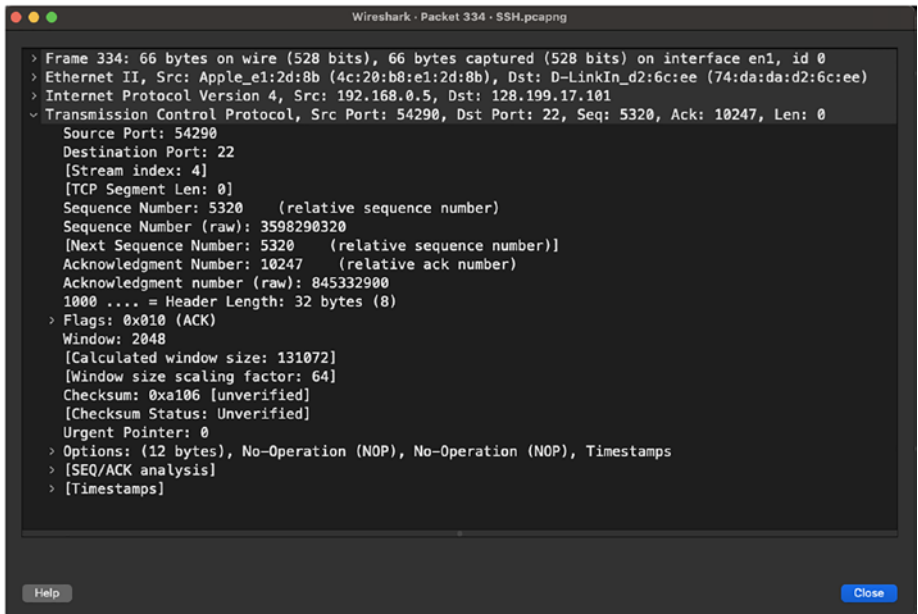 Wireshark · Packet 334 · SSH.pcapng
> Frame 334: 66 bytes on wire (528 bits), 66 bytes captured (528 bits) on interface en1, id 0
> Ethernet II, Src: Apple_e1:2d:8b (4c:20:b8:e1:2d:8b), Dst: D-LinkIn_d2:6c:ee (74:da:da:d2:6c:ee)
> Internet Protocol Version 4, Src: 192.168.0.5, Dst: 128.199.17.101
Transmission Control Protocol, Src Port: 54290, Dst Port: 22, Seq: 5320, Ack: 10247, Len: 0
Source Port: 54290
Destination Port: 22
[Stream index: 4]
[TCP Segment Len: 0]
Sequence Number: 5320 (relative sequence number)
Sequence Number (raw): 3598290320
[Next Sequence Number: 5320 (relative sequence number)]
Acknowledgment Number: 10247 (relative ack number)
Acknowledgment number (raw): 845332900
1000 .... = Header Length: 32 bytes (8)
> Flags: 0x010 (ACK)
Window: 2048
[Calculated window size: 131072]
[Window size scaling factor: 64]
Checksum: 0xa106 [unverified]
[Checksum Status: Unverified]
Urgent Pointer: 0
> Options: (12 bytes), No-Operation (NOP), No-Operation (NOP), Timestamps
> [SEQ/ACK analysis]
> [Timestamps]
Help
Close